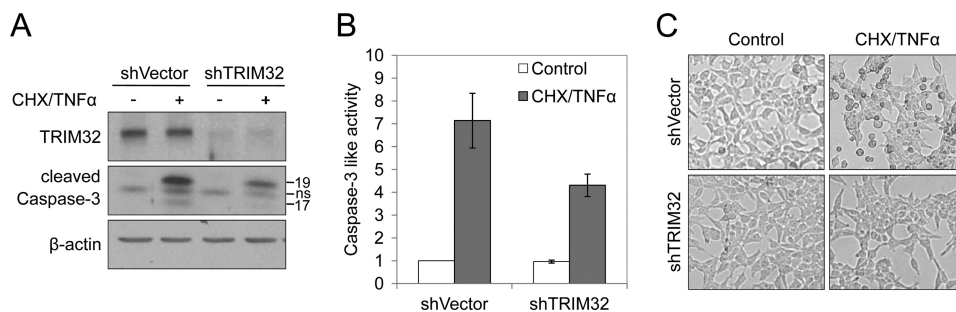 A
shVector shTRIM32
CHX/TNFα - + - +
TRIM32
cleaved
Caspase-3
19
ns
17
β-actin
B
Caspase-3 like activity
10
9
8
7
6
5
4
3
2
1
0
Control
CHX/TNFα
shVector shTRIM32
C
Control CHX/TNFα
shVector
shTRIM32